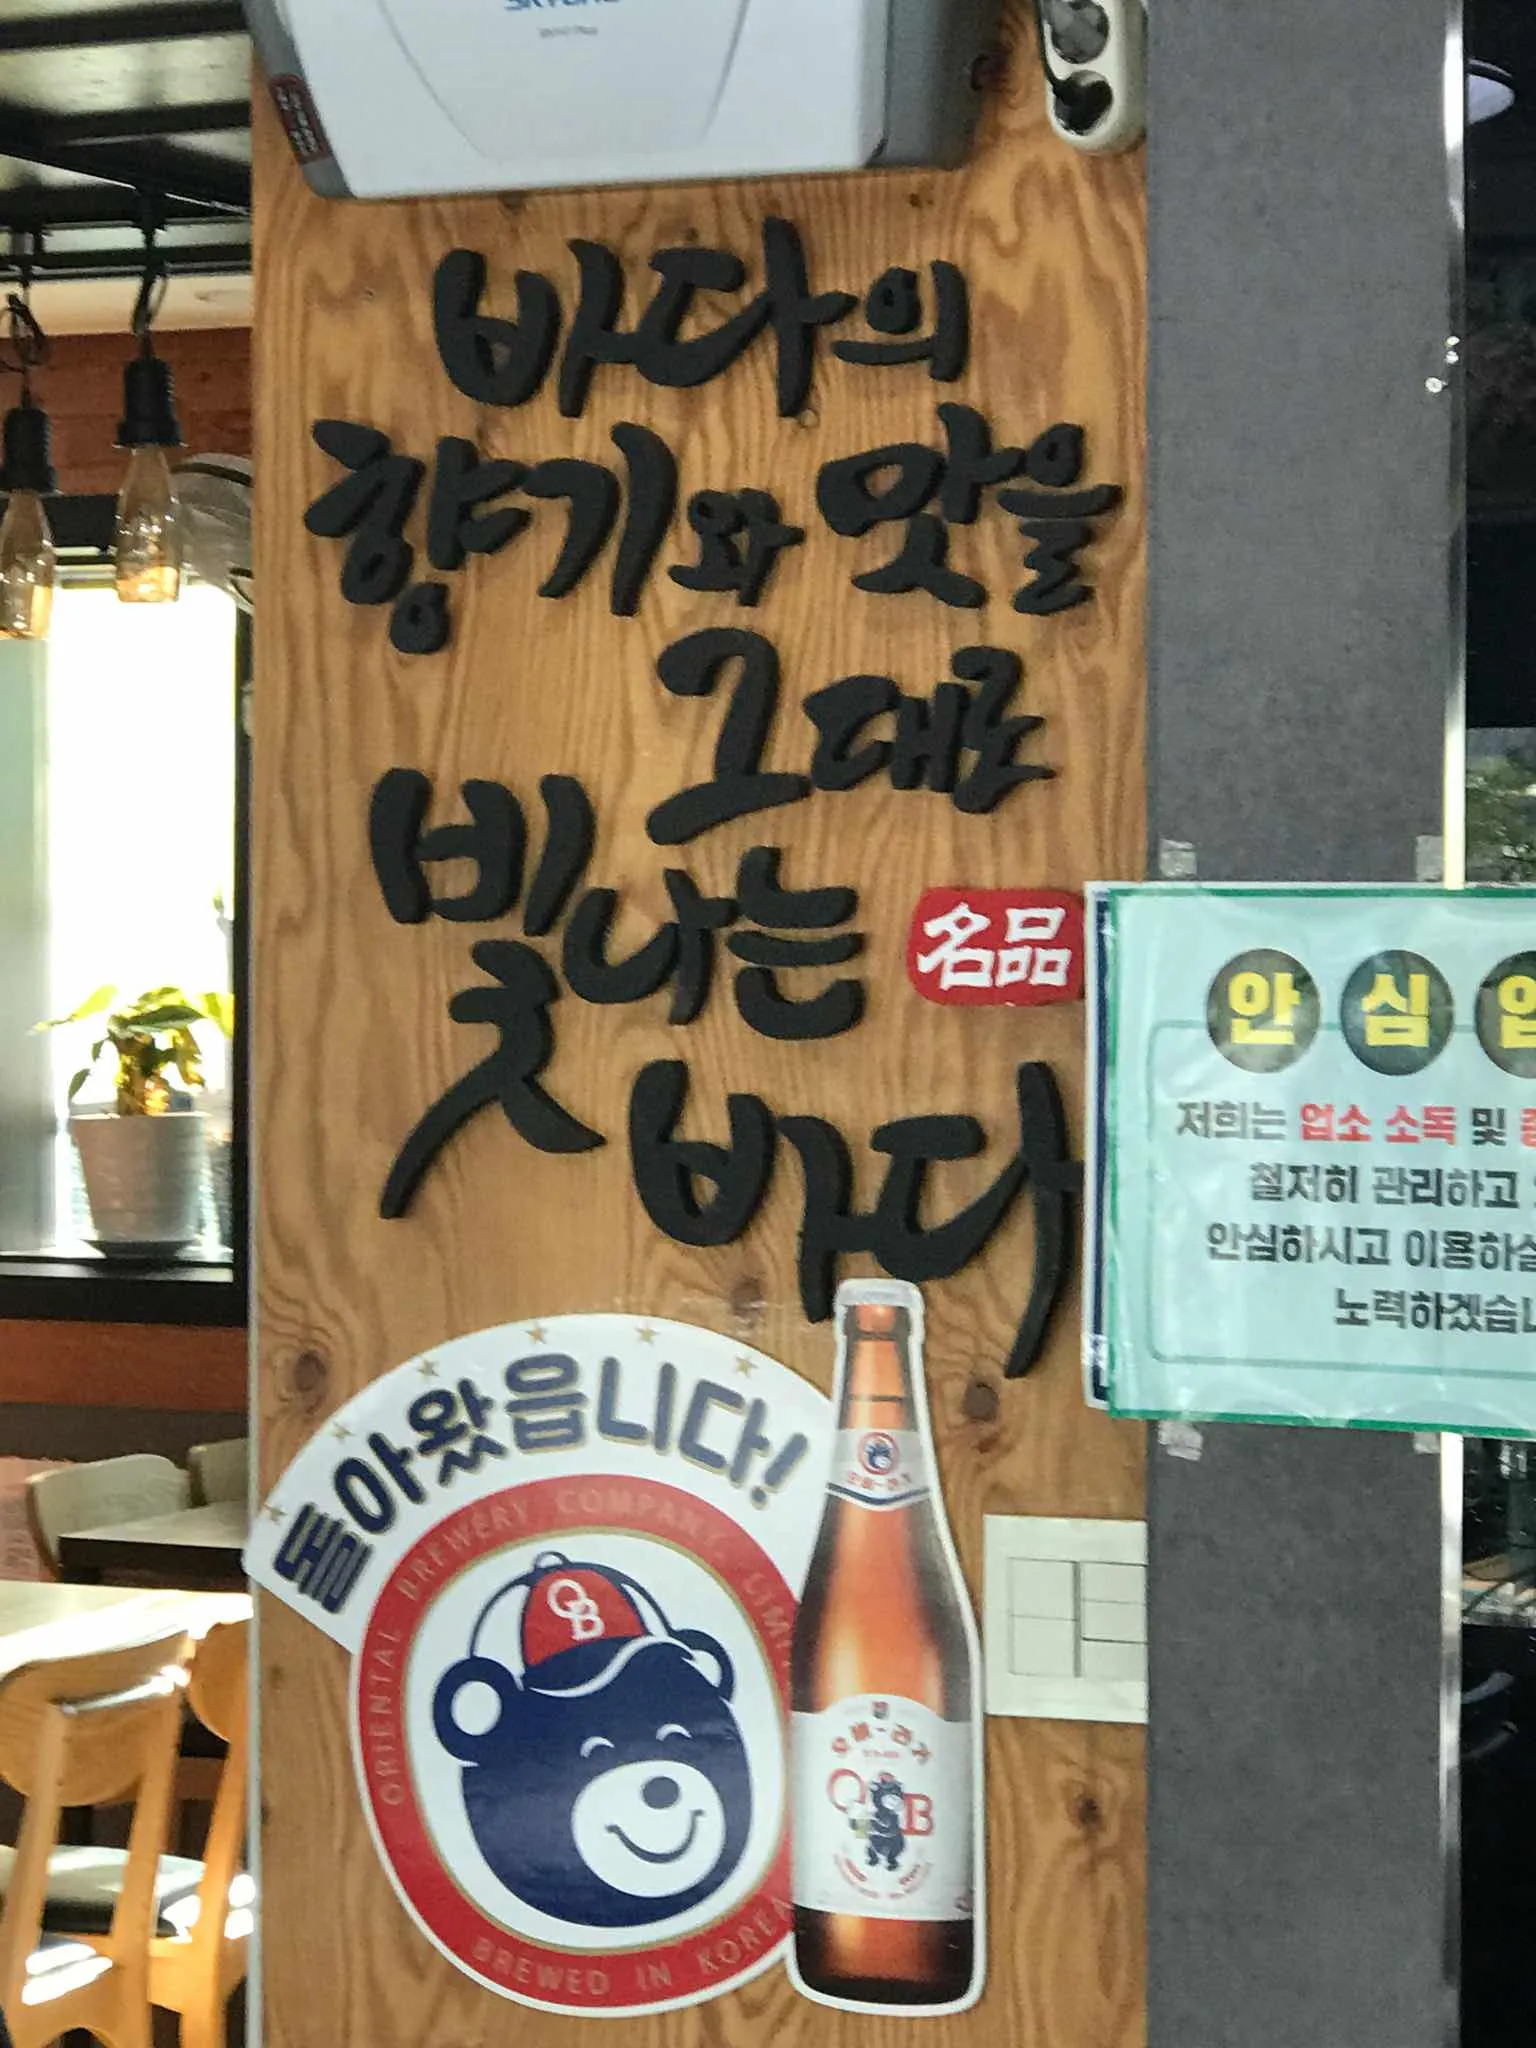 바다의
향기와 맛을
그대로
빛나는
名品
바다
안심
저희는 업소 소독 및
철저히 관리하고
안심하시고 이용하실
노력하겠습니
돌아왔읍니다!
ORIENTAL BREWERY COMPANY, LIMI
OB
BREWED IN KOREA
OB